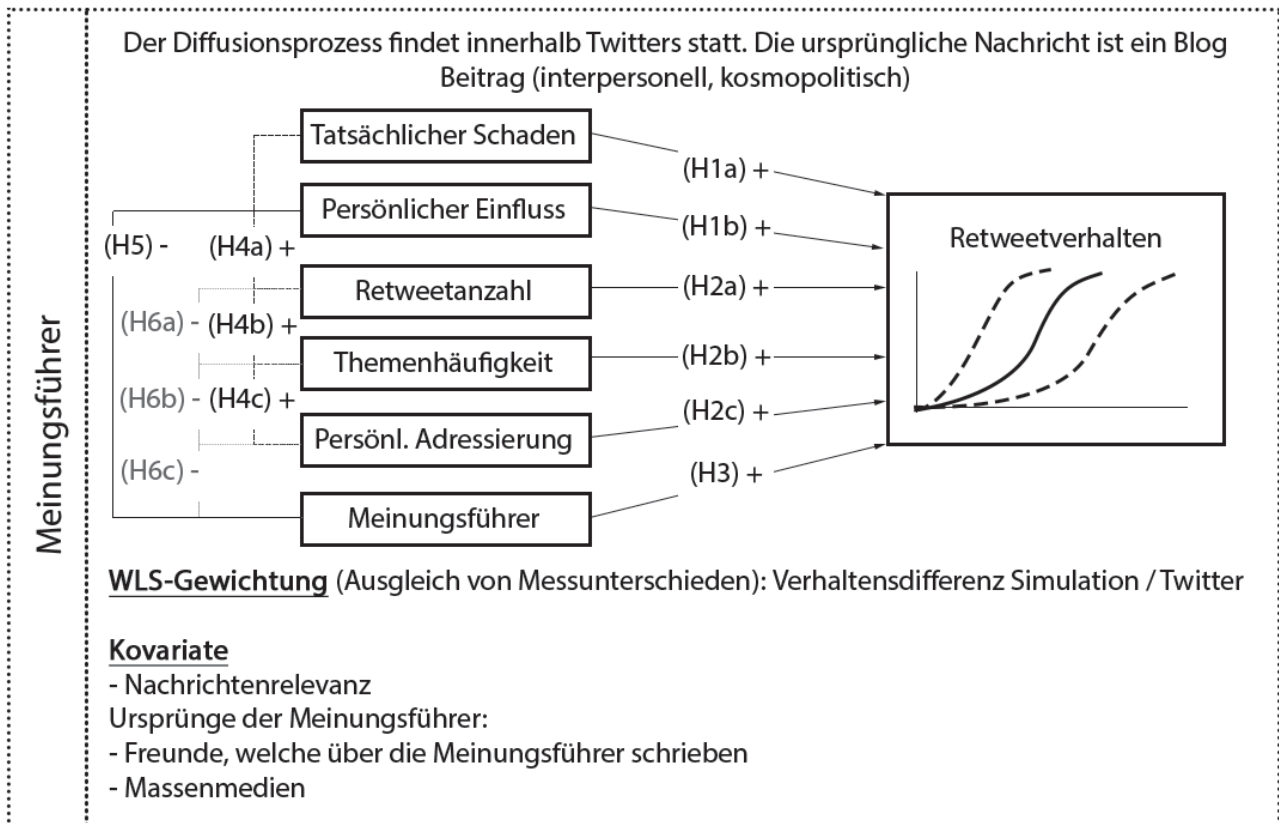 Der Diffusionsprozess findet innerhalb Twitters statt. Die ursprüngliche Nachricht ist ein Blog
Beitrag (interpersonell, kosmopolitisch)
Tatsächlicher Schaden
(H1a) +
Persönlicher Einfluss
(H1b) +
Retweetverhalten
(H5) -
(H4a) +
Retweetanzahl
(H2a) +
(H6a) -
(H4b) +
Themenhäufigkeit
(H2b) +
(H6b) -
(H4c) +
(H2c) +
Persönl. Adressierung
(H6c) -
(H3) +
Meinungsführer
Meinungsführer
WLS-Gewichtung (Ausgleich von Messunterschieden): Verhaltensdifferenz Simulation / Twitter
Kovariate
- Nachrichtenrelevanz
Ursprünge der Meinungsführer:
- Freunde, welche über die Meinungsführer schrieben
- Massenmedien